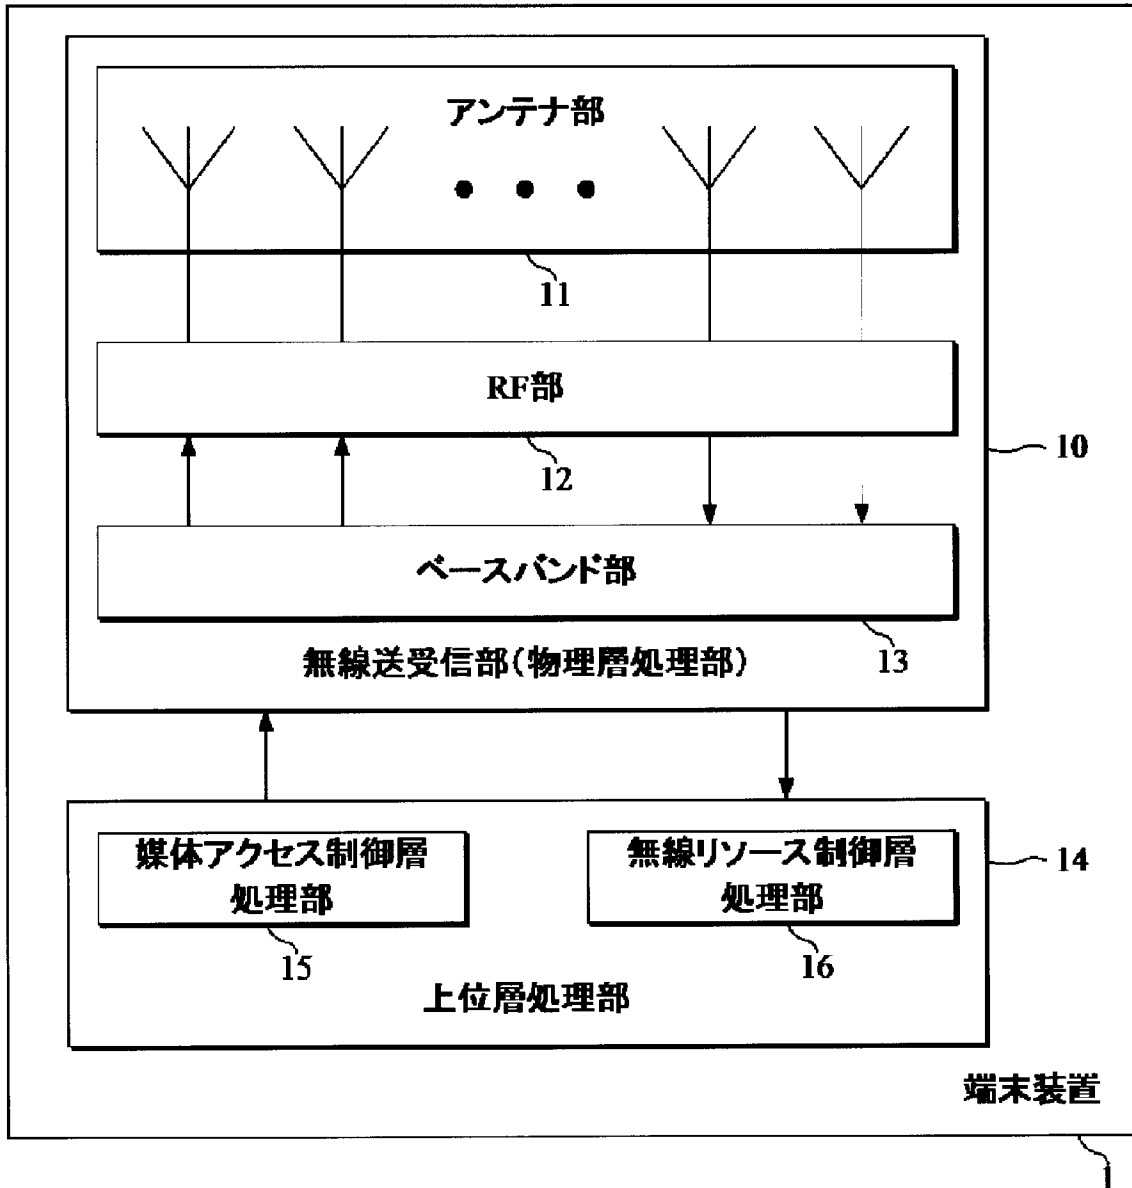 アンテナ部
11
RF部
12
10
ベースバンド部
13
無線送受信部(物理層処理部)
媒体アクセス制御層
処理部
15
無線リソース制御層
処理部
16
14
上位層処理部
端末装置
1